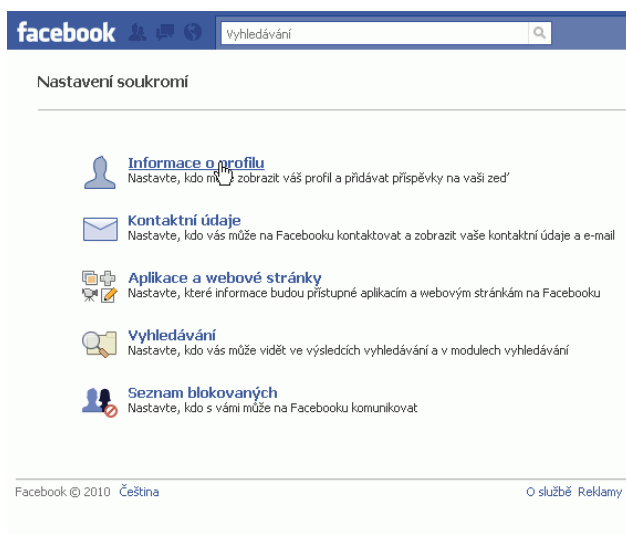 facebook Vyhledávání
Nastavení soukromí
Informace o profilu
Nastavte, kdo zobrazit váš profil a přidávat příspěvky na vaši zeď
Kontaktní údaje
Nastavte, kdo vás může na Facebooku kontaktovat a zobrazit vaše kontaktní údaje a e-mail
Aplikace a webové stránky
Nastavte, které informace budou přístupné aplikacím a webovým stránkám na Facebooku
Vyhledávání
Nastavte, kdo vás může vidět ve výsledcích vyhledávání a v modulech vyhledávání
Seznam blokovaných
Nastavte, kdo s vámi může na Facebooku komunikovat
Facebook © 2010 Čeština O službě Reklamy